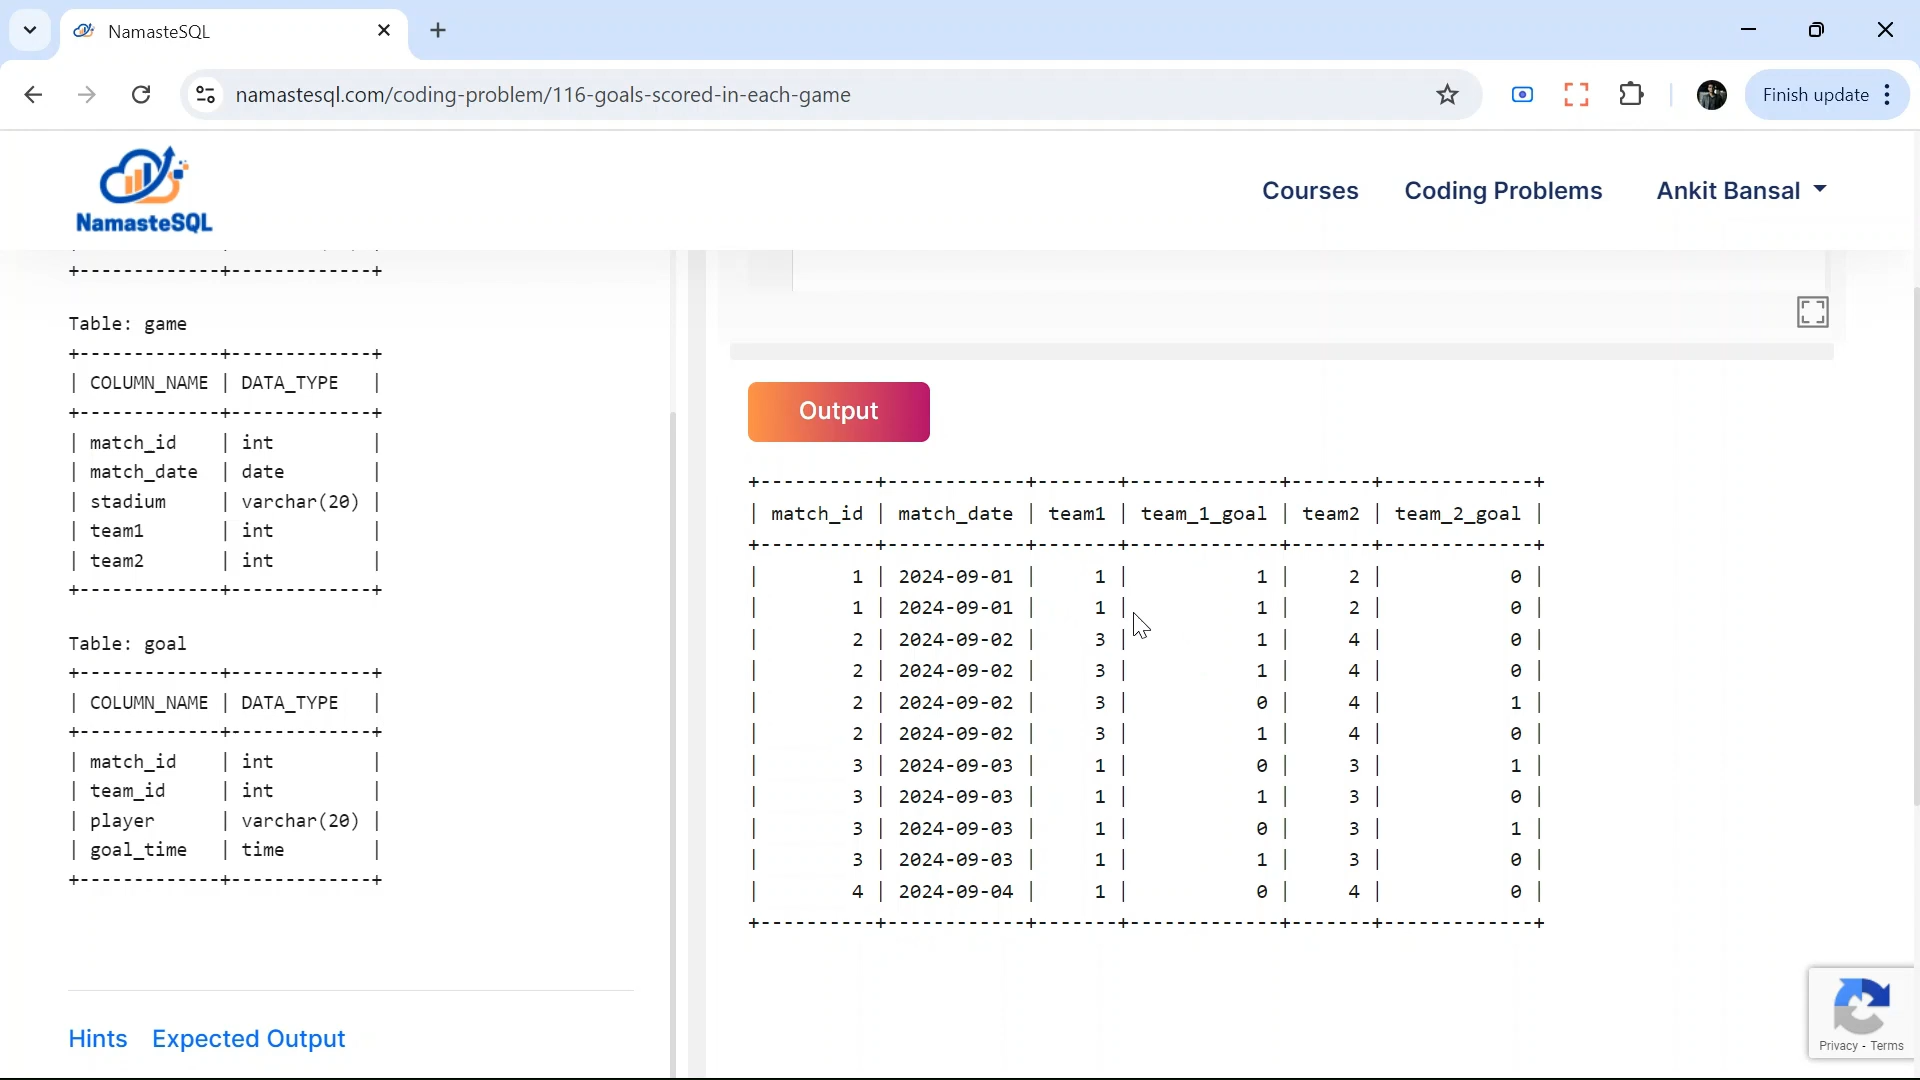 NamasteSQL
namastesql.com/coding-problem/116-goals-scored-in-each-game
Finish update
NamasteSQL
Courses
Coding Problems
Ankit Bansal
+-------------+-------------+
Table: game
+-------------+-------------+
| COLUMN_NAME | DATA_TYPE   |
+-------------+-------------+
| match_id    | int         |
| match_date  | date        |
| stadium     | varchar(20) |
| team1       | int         |
| team2       | int         |
+-------------+-------------+
Table: goal
+-------------+-------------+
| COLUMN_NAME | DATA_TYPE   |
+-------------+-------------+
| match_id    | int         |
| team_id     | int         |
| player      | varchar(20) |
| goal_time   | time        |
+-------------+-------------+
Hints
Expected Output
Output
+----------+------------+-------+-------------+-------+-------------+
| match_id | match_date | team1 | team_1_goal | team2 | team_2_goal |
+----------+------------+-------+-------------+-------+-------------+
|        1 | 2024-09-01 |     1 |           1 |     2 |           0 |
|        1 | 2024-09-01 |     1 |           1 |     2 |           0 |
|        2 | 2024-09-02 |     3 |           1 |     4 |           0 |
|        2 | 2024-09-02 |     3 |           1 |     4 |           0 |
|        2 | 2024-09-02 |     3 |           0 |     4 |           1 |
|        2 | 2024-09-02 |     3 |           1 |     4 |           0 |
|        3 | 2024-09-03 |     1 |           0 |     3 |           1 |
|        3 | 2024-09-03 |     1 |           1 |     3 |           0 |
|        3 | 2024-09-03 |     1 |           0 |     3 |           1 |
|        3 | 2024-09-03 |     1 |           1 |     3 |           0 |
|        4 | 2024-09-04 |     1 |           0 |     4 |           0 |
+----------+------------+-------+-------------+-------+-------------+
Privacy - Terms